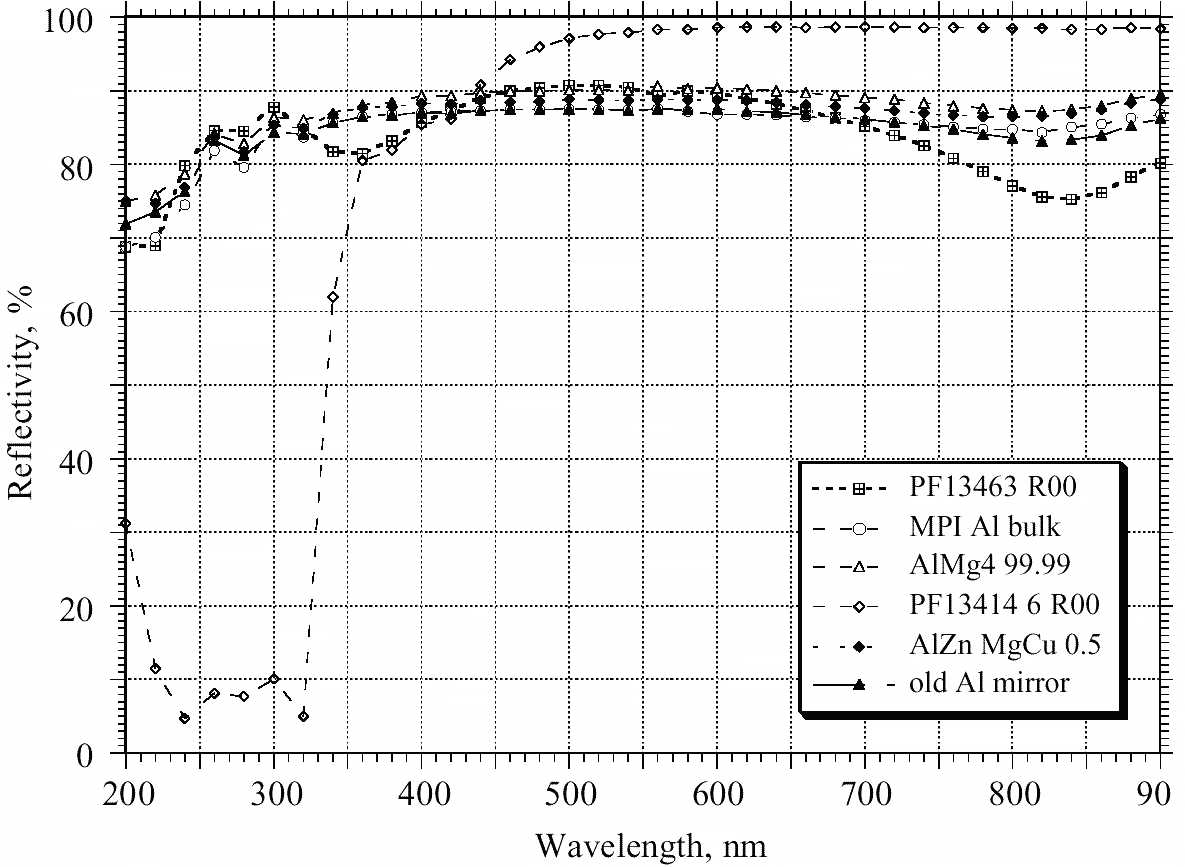 100
80
60
40
20
0
Reflectivity, %
PF13463 R00
MPI Al bulk
AlMg4 99.99
PF13414 6 R00
AlZn MgCu 0.5
old Al mirror
200 300 400 500 600 700 800 90
Wavelength, nm